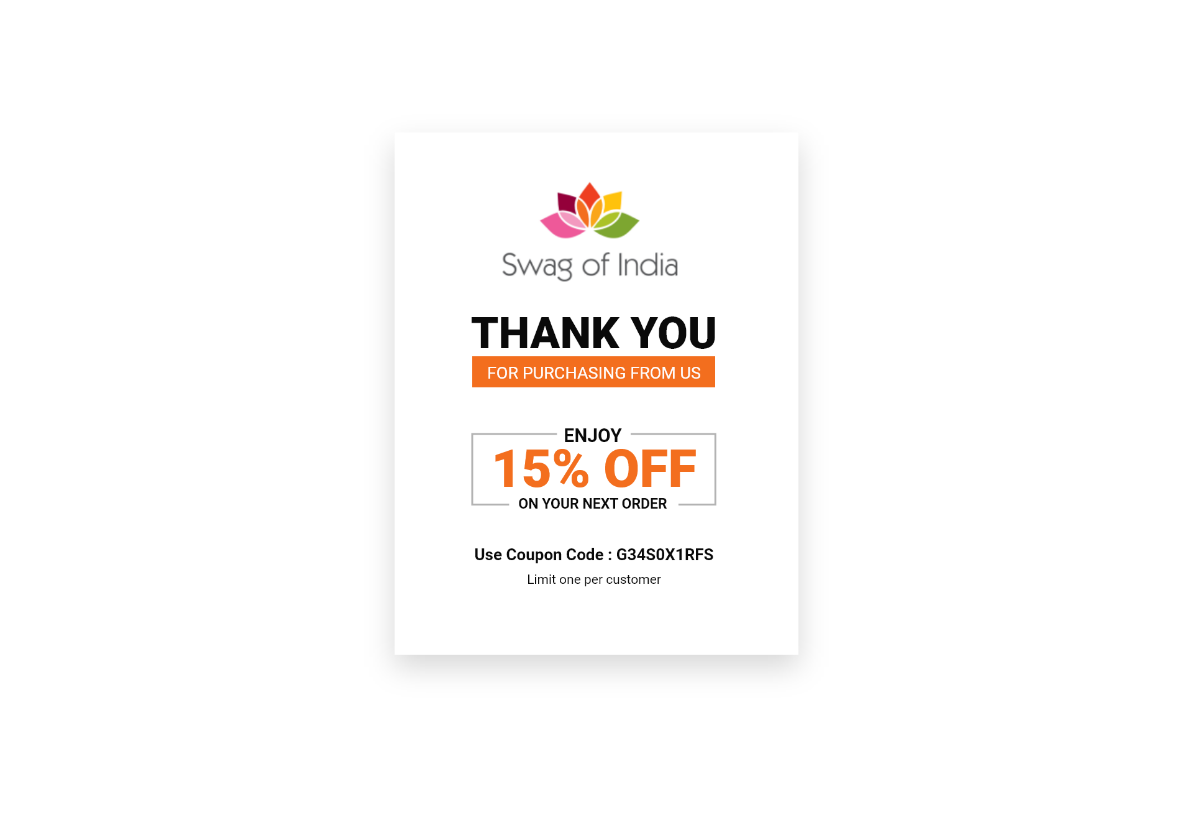 Swag of India
THANK YOU
FOR PURCHASING FROM US
ENJOY
15% OFF
ON YOUR NEXT ORDER
Use Coupon Code : G34S0X1RFS
Limit one per customer